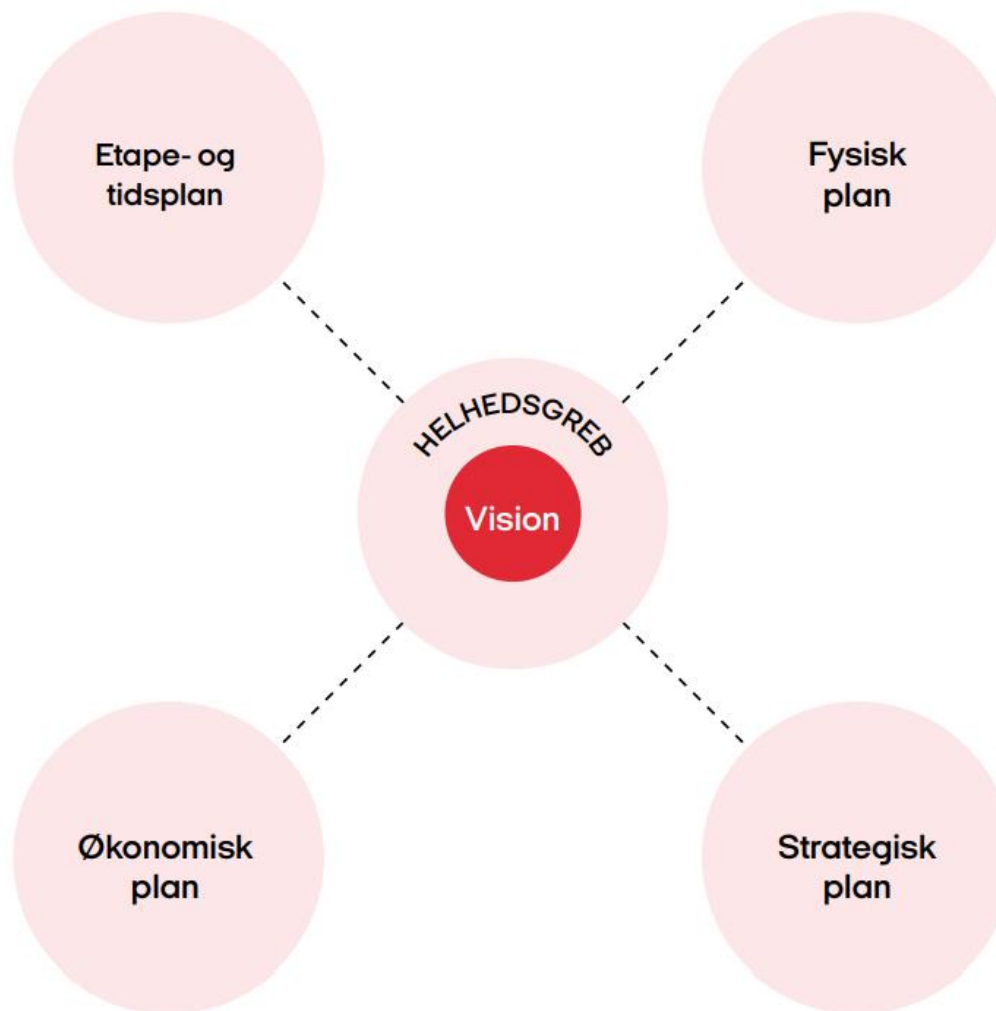 Etape- og
tidsplan
Fysisk
plan
HELHEDSGREB
Vision
Økonomisk
plan
Strategisk
plan